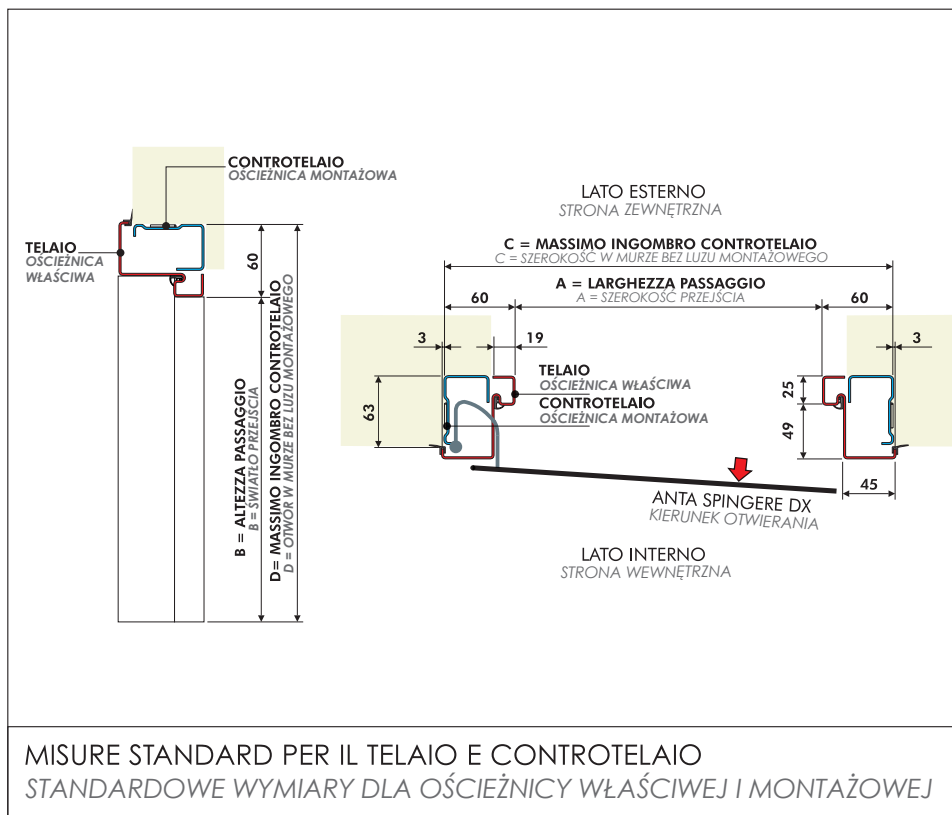 CONTROTELAIO
OŚCIEŻNICA MONTAŻOWA
TELAIO
OŚCIEŻNICA
WŁAŚCIWA
60
B = ALTEZZA PASSAGGIO
B = ŚWIATŁO PRZEJŚCIA
D= MASSIMO INGOMBRO CONTROTELAIO
D = OTWÓR W MURZE BEZ LUZU MONTAŻOWEGO
LATO ESTERNO
STRONA ZEWNĘTRZNA
C = MASSIMO INGOMBRO CONTROTELAIO
C = SZEROKOŚĆ W MURZE BEZ LUZU MONTAŻOWEGO
60
A = LARGHEZZA PASSAGGIO
A = SZEROKOŚĆ PRZEJŚCIA
60
3
19
3
TELAIO
OŚCIEŻNICA WŁAŚCIWA
CONTROTELAIO
OŚCIEŻNICA MONTAŻOWA
63
25
49
45
ANTA SPINGERE DX
KIERUNEK OTWIERANIA
LATO INTERNO
STRONA WEWNĘTRZNA
MISURE STANDARD PER IL TELAIO E CONTROTELAIO
STANDARDOWE WYMIARY DLA OŚCIEŻNICY WŁAŚCIWEJ I MONTAŻOWEJ